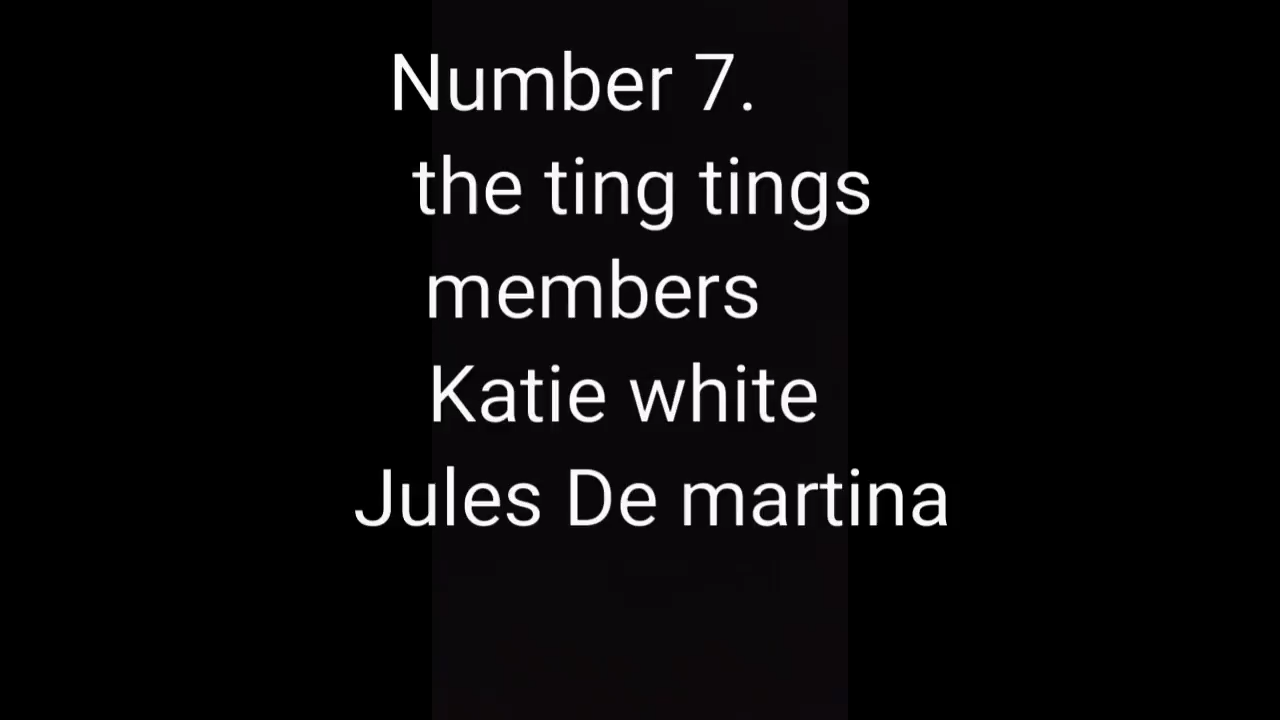 Number 7.
the ting tings
members
Katie white
Jules De martina